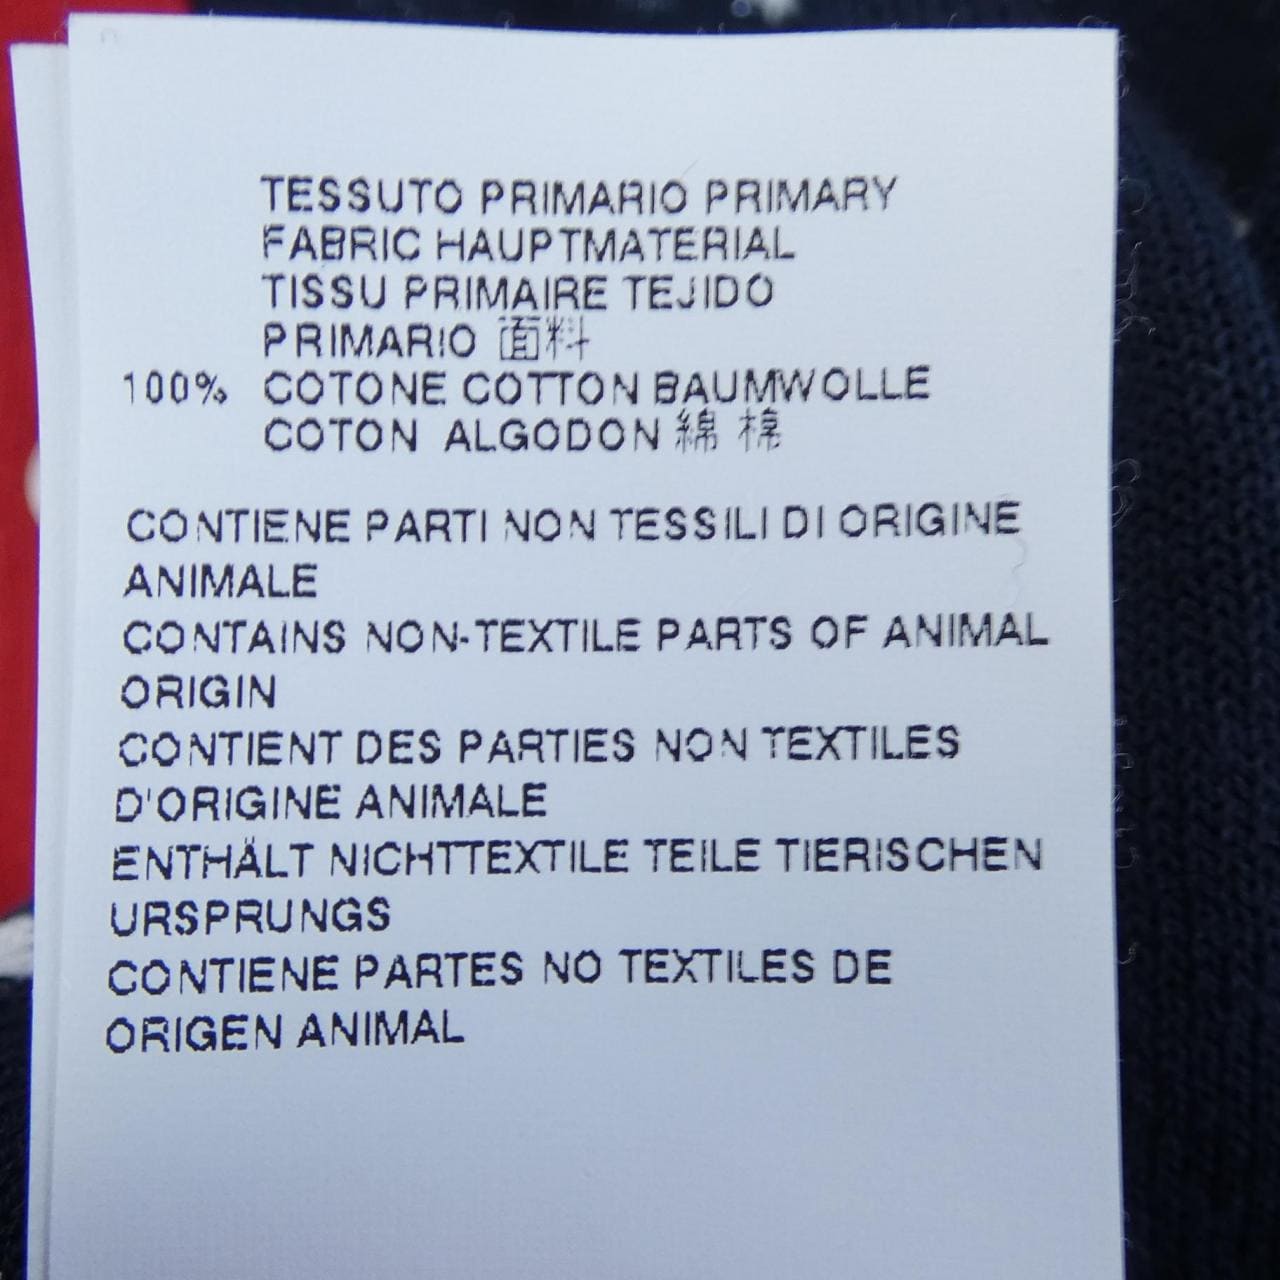 TESSUTO PRIMARIO PRIMARY
FABRIC HAUPTMATERIAL
TISSU PRIMAIRE TEJIDO
PRIMARIO 面料
100% COTONE COTTON BAUMWOLLE
COTON ALGODON 綿 棉
CONTIENE PARTI NON TESSILI DI ORIGINE
ANIMALE
CONTAINS NON-TEXTILE PARTS OF ANIMAL
ORIGIN
CONTIENT DES PARTIES NON TEXTILES
D'ORIGINE ANIMALE
ENTHÄLT NICHTTEXTILE TEILE TIERISCHEN
URSPRUNGS
CONTIENE PARTES NO TEXTILES DE
ORIGEN ANIMAL